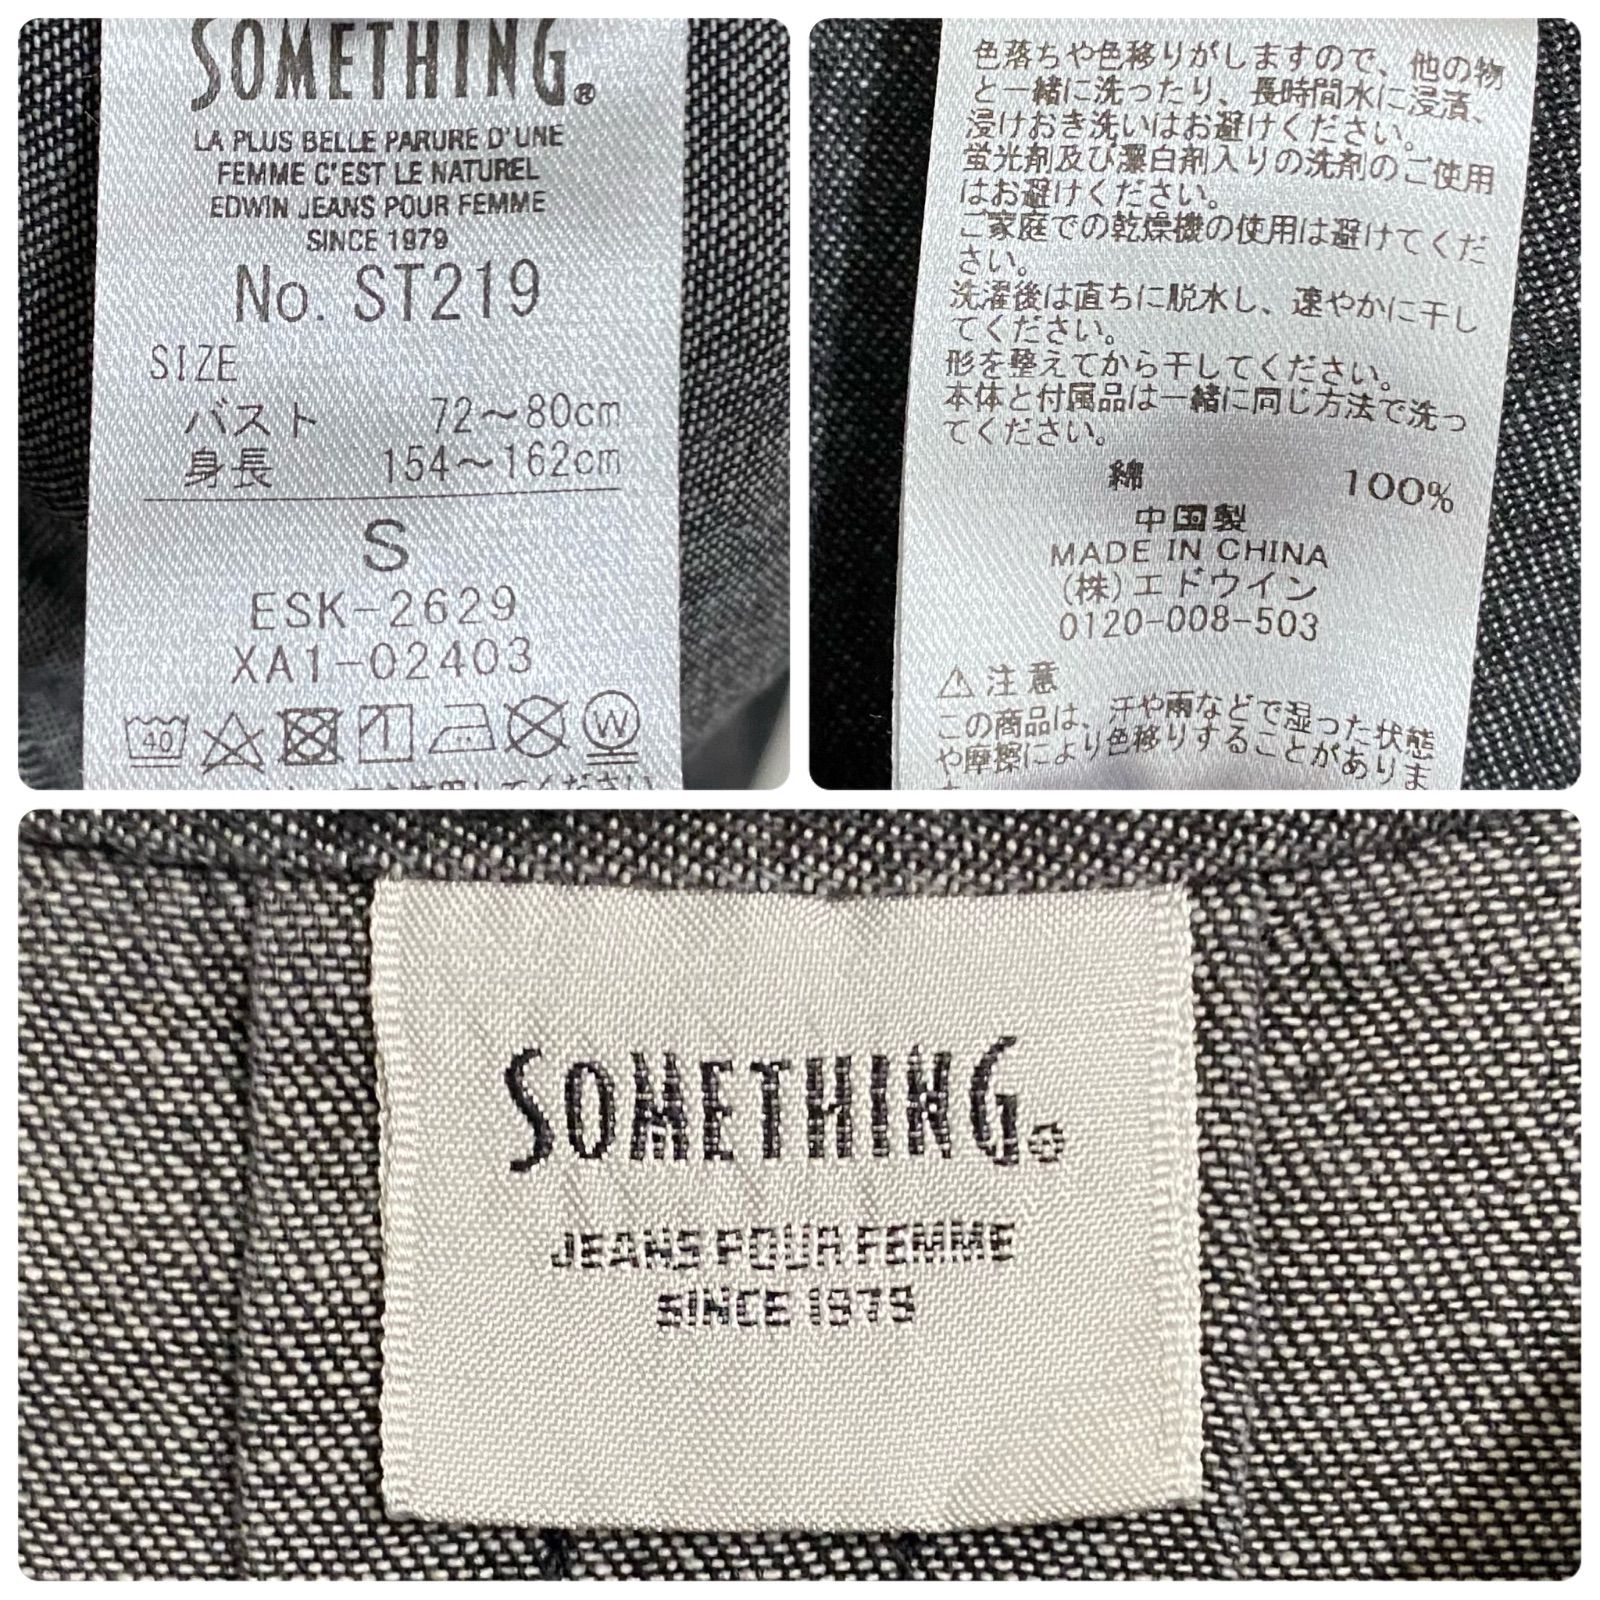 SOMETHING®
LA PLUS BELLE PARURE D'UNE
FEMME C'EST LE NATUREL
EDWIN JEANS POUR FEMME
SINCE 1979
No. ST219
SIZE
バスト 72〜80cm
身長 154〜162cm
S
ESK-2629
XA1-02403
40
W
色落ちや色移りがしますので、他の物
と一緒に洗ったり、長時間水に浸漬、
浸けおき洗いはお避けください。
蛍光剤及び漂白剤入りの洗剤のご使用
はお避けください。
ご家庭での乾燥機の使用は避けてくだ
さい。
洗濯後は直ちに脱水し、速やかに干し
てください。
形を整えてから干してください。
本体と付属品は一緒に同じ方法で洗っ
てください。
綿 100%
中国製
MADE IN CHINA
(株)エドウイン
0120-008-503
⚠注意
この商品は、汗や雨などで湿った状態
や摩擦により色移りすることがありま
SOMETHING®
JEANS POUR FEMME
SINCE 1979